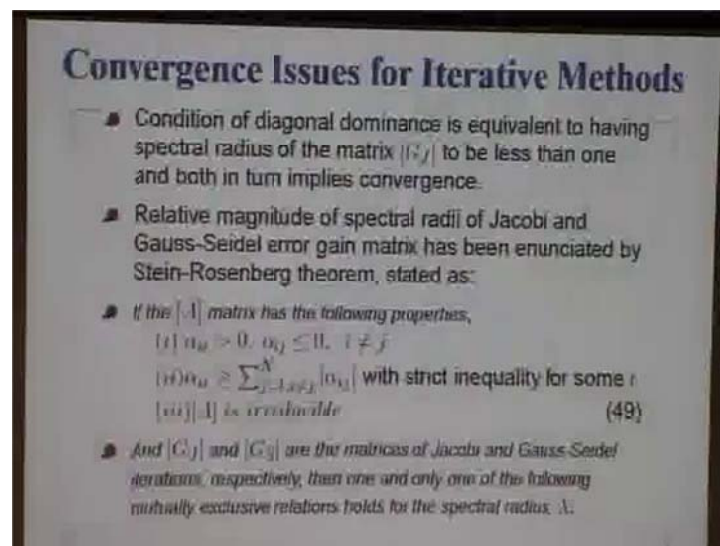 Convergence Issues for Iterative Methods
Condition of diagonal dominance is equivalent to having
spectral radius of the matrix [G_J] to be less than one
and both in turn implies convergence.
Relative magnitude of spectral radii of Jacobi and
Gauss-Seidel error gain matrix has been enunciated by
Stein-Rosenberg theorem, stated as:
If the [A] matrix has the following properties,
(i) a_ii > 0, a_ij ≤ 0, i ≠ j
(ii) a_ii ≥ ∑ |a_ij| with strict inequality for some i
(iii) [A] is irreducible (49)
And [G_J] and [G_S] are the matrices of Jacobi and Gauss-Seidel
iterations, respectively, then one and only one of the following
mutually exclusive relations holds for the spectral radius, λ: